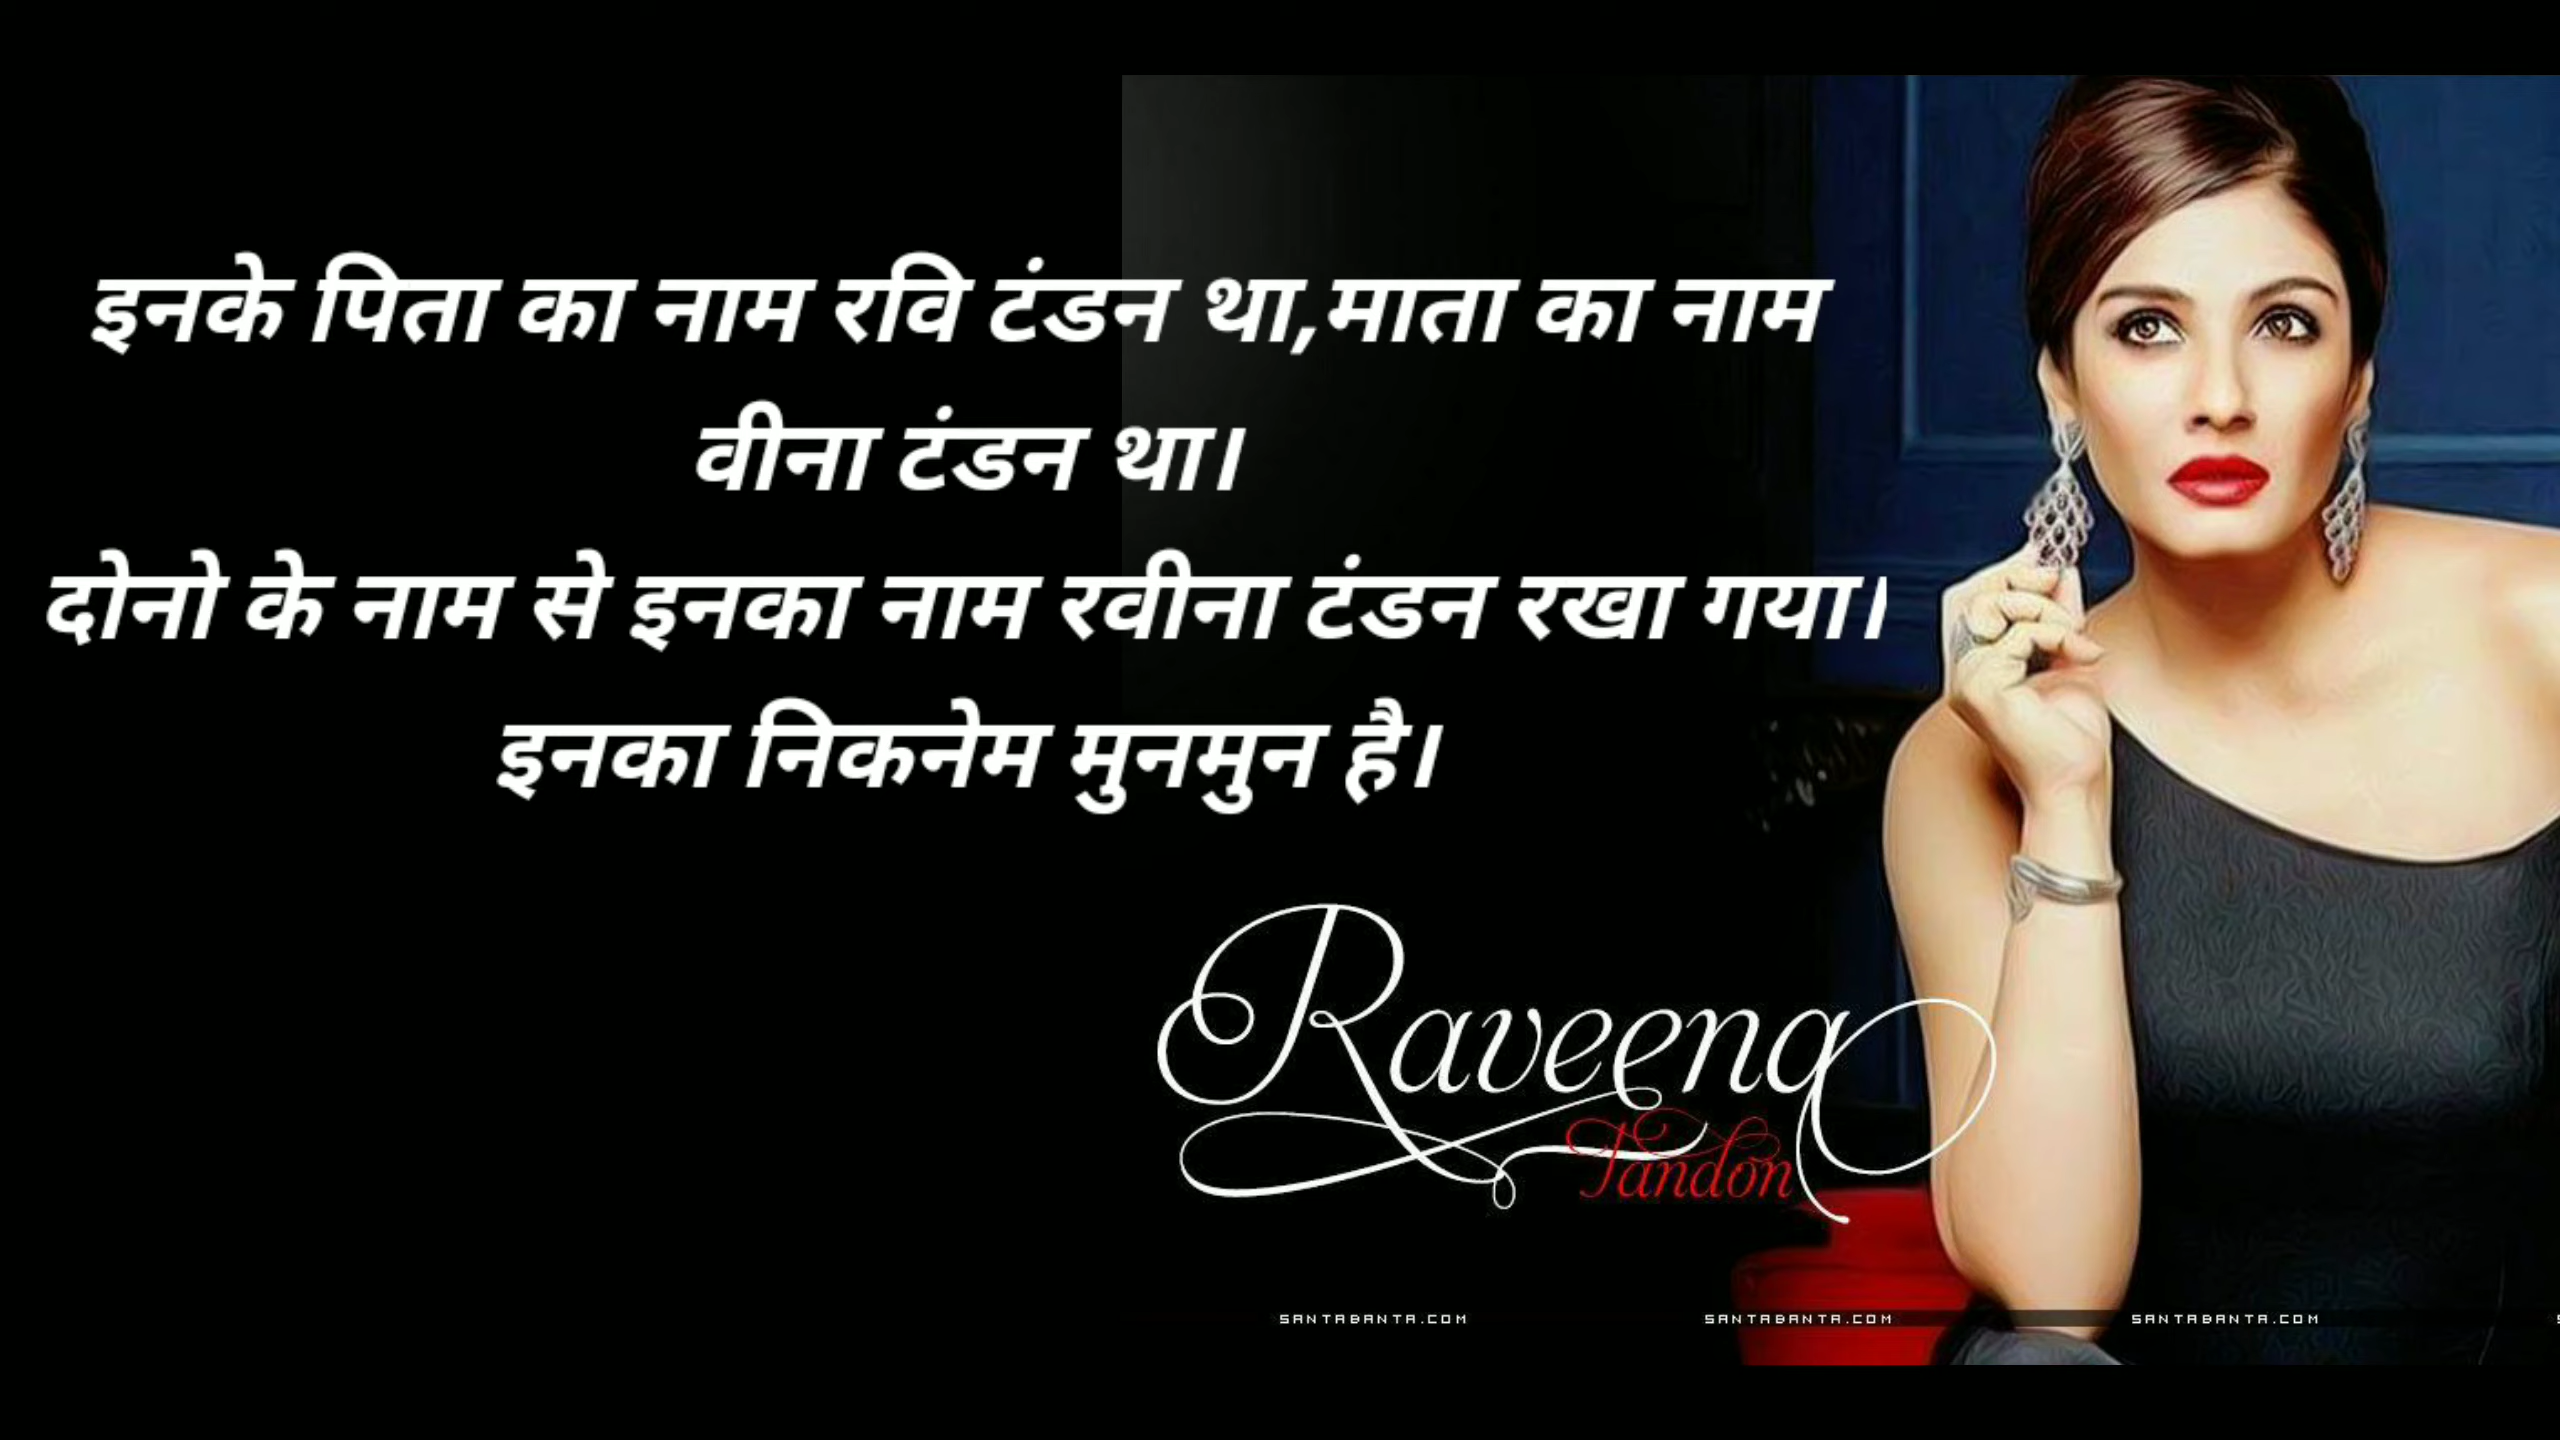 इनके पिता का नाम रवि टंडन था,माता का नाम
वीना टंडन था।
दोनो के नाम से इनका नाम रवीना टंडन रखा गया।
इनका निकनेम मुनमुन है।
Raveena
Tandon
SANTABANTA.COM SANTABANTA.COM SANTABANTA.COM